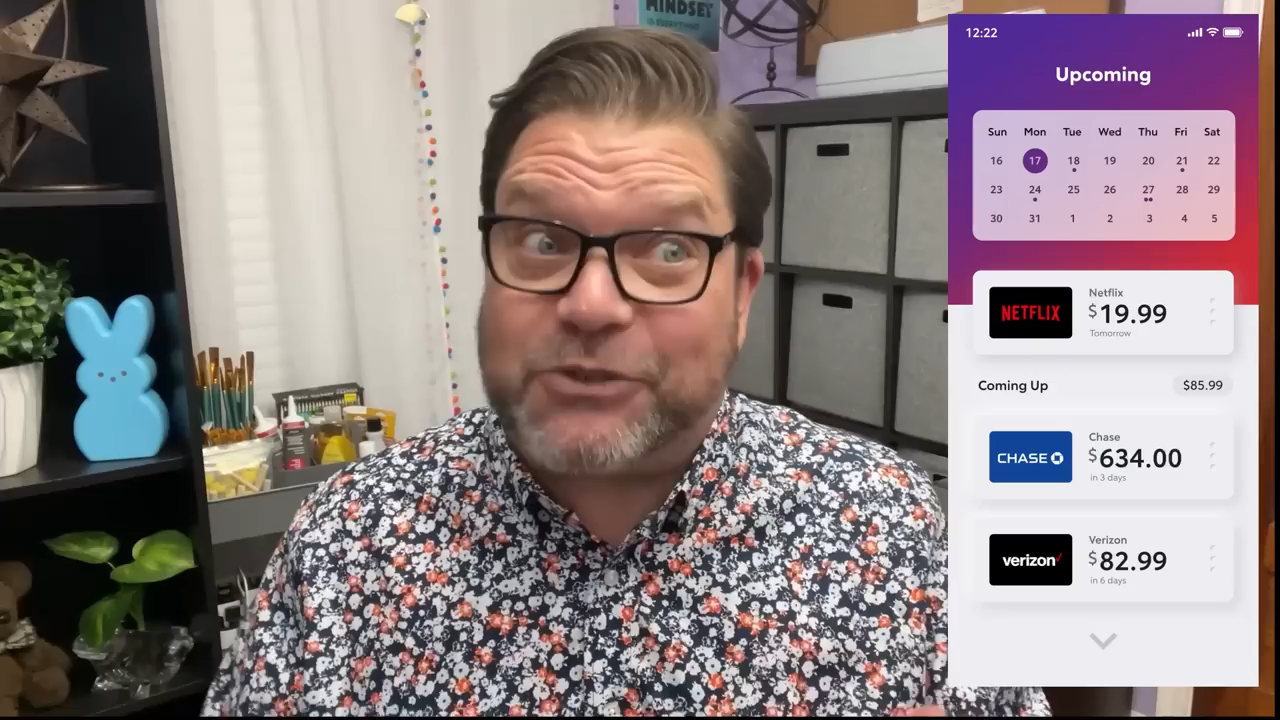 MINDSET
IS EVERYTHING
12:22
Upcoming
Sun Mon Tue Wed Thu Fri Sat
16 17 18 19 20 21 22
23 24 25 26 27 28 29
30 31 1 2 3 4 5
NETFLIX
Netflix
$19.99
Tomorrow
Coming Up $85.99
CHASE
Chase
$634.00
in 3 days
verizon
Verizon
$82.99
in 6 days